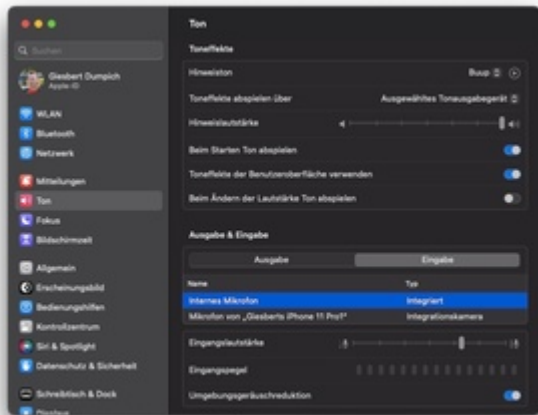 Ton
Suchen
Toneffekte
Giesbert Dumpich
Apple-ID
Hinweiston
Buup
Toneffekte abspielen über
Ausgewähltes Tonausgabegerät
WLAN
Bluetooth
Hinweislautstärke
Netzwerk
Beim Starten Ton abspielen
Mitteilungen
Toneffekte der Benutzeroberfläche verwenden
Ton
Beim Ändern der Lautstärke Ton abspielen
Fokus
Bildschirmzeit
Ausgabe & Eingabe
Allgemein
Ausgabe
Eingabe
Erscheinungsbild
Name
Typ
Bedienungshilfen
Internes Mikrofon
Integriert
Kontrollzentrum
Mikrofon von „Giesberts iPhone 11 Pro1“
Integrationskamera
Siri & Spotlight
Eingangslautstärke
Datenschutz & Sicherheit
Eingangspegel
Schreibtisch & Dock
Umgebungsgeräuschreduktion